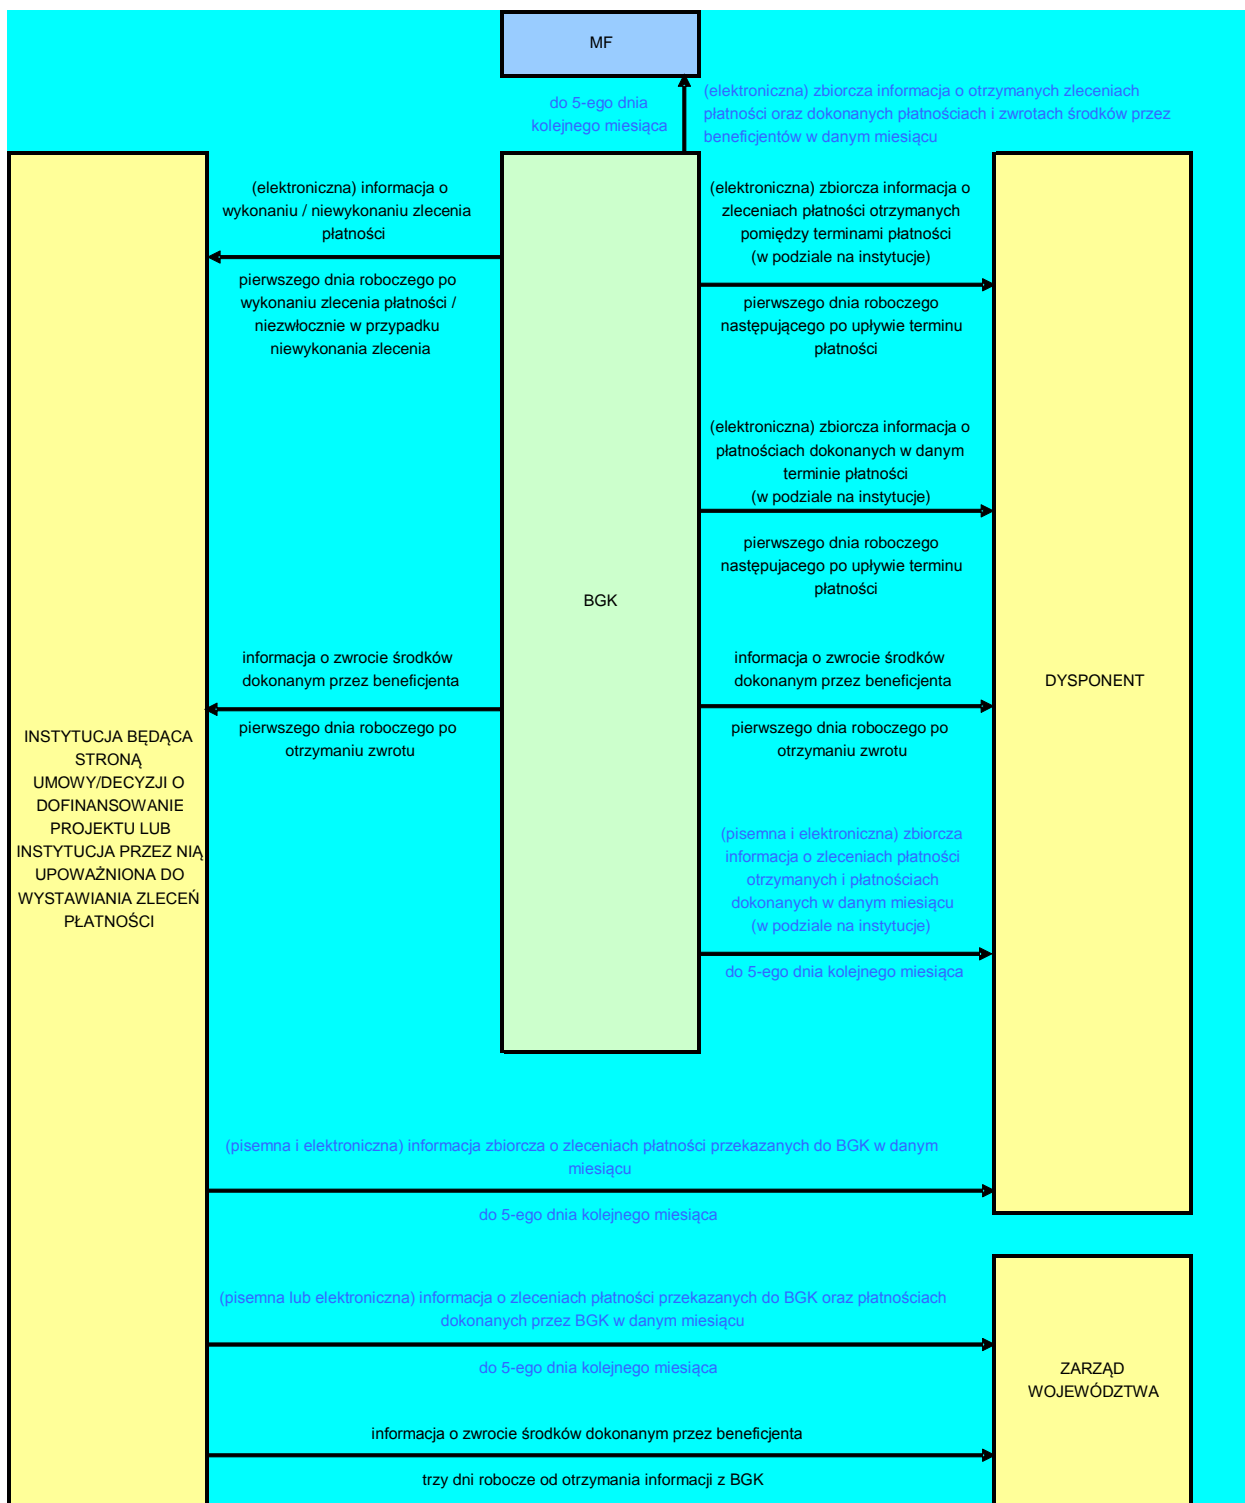 MF
do 5-ego dnia
kolejnego miesiąca
(elektroniczna) zbiorcza informacja o otrzymanych zleceniach
płatności oraz dokonanych płatnościach i zwrotach środków przez
beneficjentów w danym miesiącu
(elektroniczna) informacja o
wykonaniu / niewykonaniu zlecenia
płatności
pierwszego dnia roboczego po
wykonaniu zlecenia płatności /
niezwłocznie w przypadku
niewykonania zlecenia
(elektroniczna) zbiorcza informacja o
zleceniach płatności otrzymanych
pomiędzy terminami płatności
(w podziale na instytucje)
pierwszego dnia roboczego
następującego po upływie terminu
płatności
(elektroniczna) zbiorcza informacja o
płatnościach dokonanych w danym
terminie płatności
(w podziale na instytucje)
pierwszego dnia roboczego
następujacego po upływie terminu
płatności
BGK
informacja o zwrocie środków
dokonanym przez beneficjenta
pierwszego dnia roboczego po
otrzymaniu zwrotu
informacja o zwrocie środków
dokonanym przez beneficjenta
pierwszego dnia roboczego po
otrzymaniu zwrotu
DYSPONENT
INSTYTUCJA BĘDĄCA
STRONĄ
UMOWY/DECYZJI O
DOFINANSOWANIE
PROJEKTU LUB
INSTYTUCJA PRZEZ NIĄ
UPOWAŻNIONA DO
WYSTAWIANIA ZLECEŃ
PŁATNOŚCI
(pisemna i elektroniczna) zbiorcza
informacja o zleceniach płatności
otrzymanych i płatnościach
dokonanych w danym miesiącu
(w podziale na instytucje)
do 5-ego dnia kolejnego miesiąca
(pisemna i elektroniczna) informacja zbiorcza o zleceniach płatności przekazanych do BGK w danym
miesiącu
do 5-ego dnia kolejnego miesiąca
(pisemna lub elektroniczna) informacja o zleceniach płatności przekazanych do BGK oraz płatnościach
dokonanych przez BGK w danym miesiącu
do 5-ego dnia kolejnego miesiąca
ZARZĄD
WOJEWÓDZTWA
informacja o zwrocie środków dokonanym przez beneficjenta
trzy dni robocze od otrzymania informacji z BGK